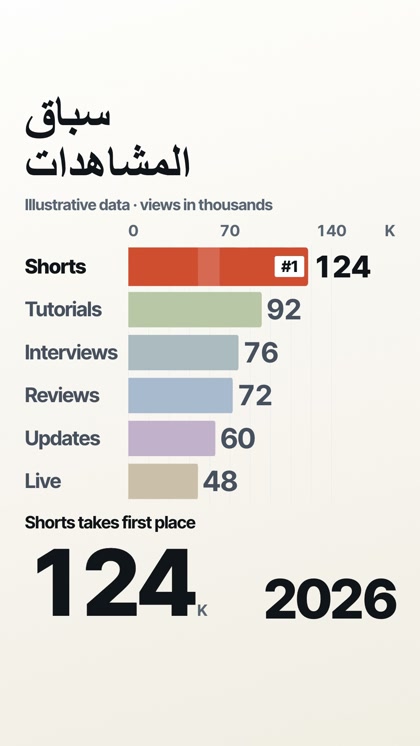 سباق
المشاهدات
Illustrative data · views in thousands
0 70 140 K
Shorts #1 124
Tutorials 92
Interviews 76
Reviews 72
Updates 60
Live 48
Shorts takes first place
124 K 2026